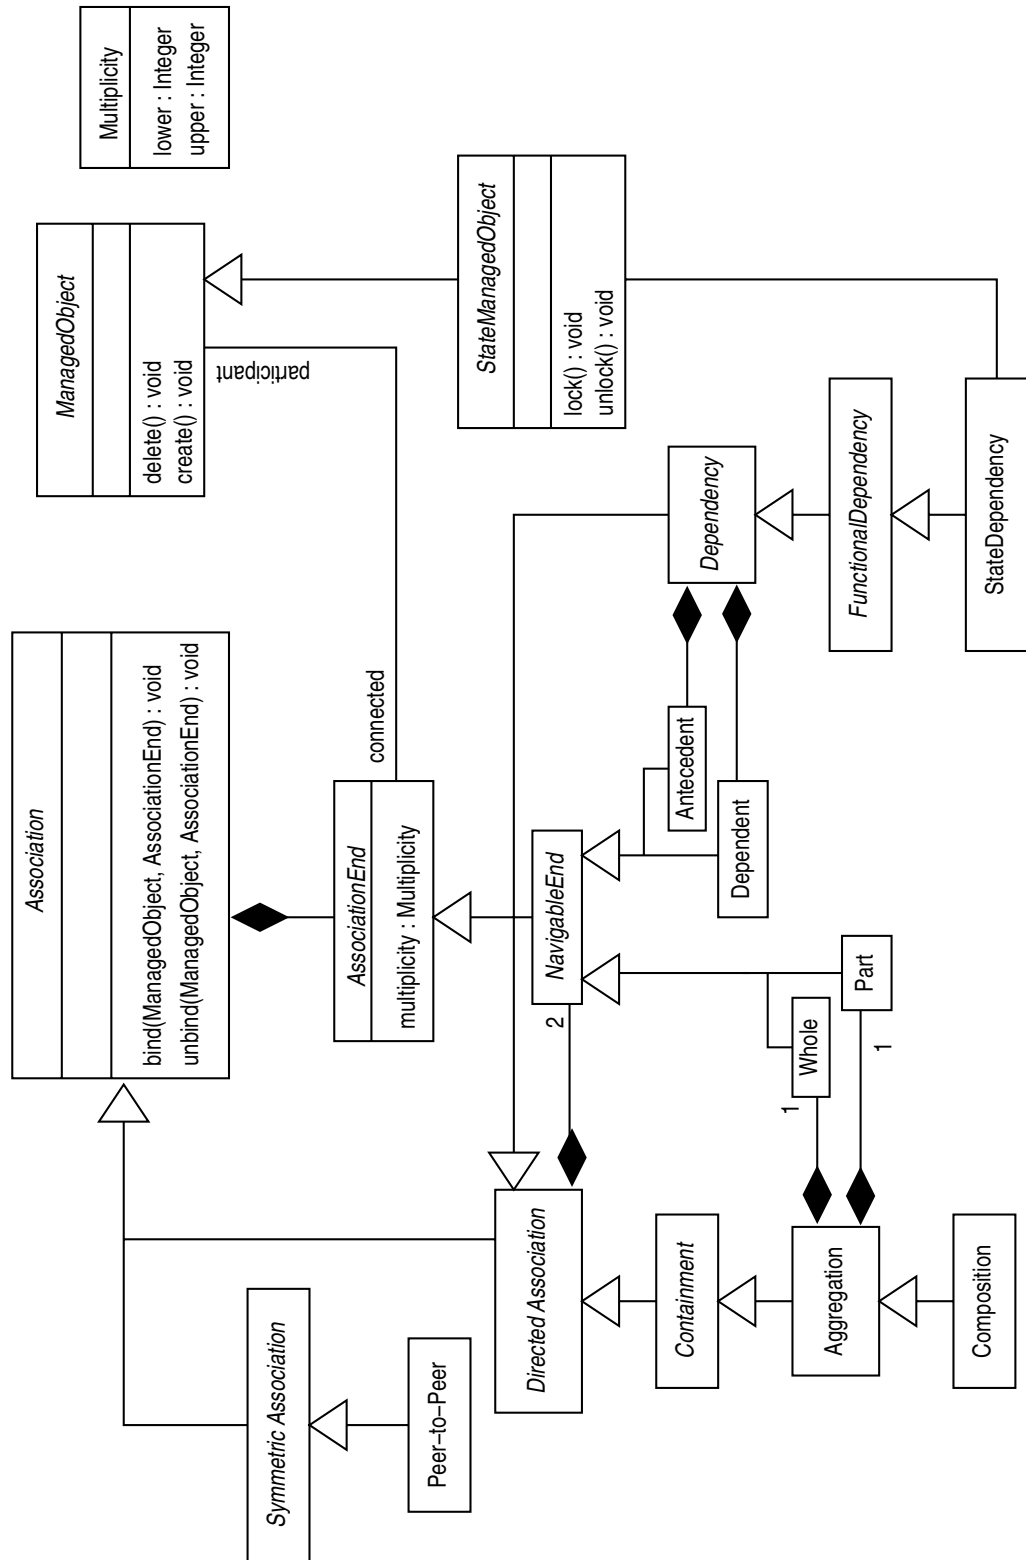 Association
bind(ManagedObject, AssociationEnd) : void
unbind(ManagedObject, AssociationEnd) : void
ManagedObject
delete() : void
create() : void
Multiplicity
lower : Integer
upper : Integer
participant
Symmetric Association
Peer–to–Peer
AssociationEnd
multiplicity : Multiplicity
connected
StateManagedObject
lock() : void
unlock() : void
Directed Association
2
NavigableEnd
Antecedent
Dependent
Dependency
Containment
1
Whole
1
Part
FunctionalDependency
Aggregation
Composition
StateDependency